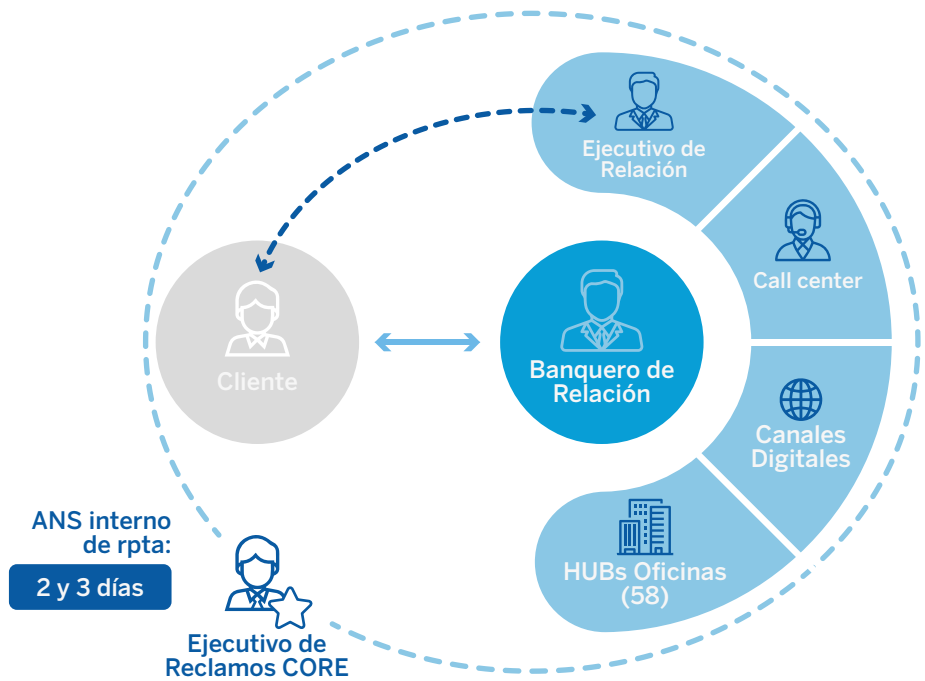 Ejecutivo de
Relación
Call center
Cliente
Banquero de
Relación
Canales
Digitales
HUBs Oficinas
(58)
ANS interno
de rpta:
2 y 3 días
Ejecutivo de
Reclamos CORE